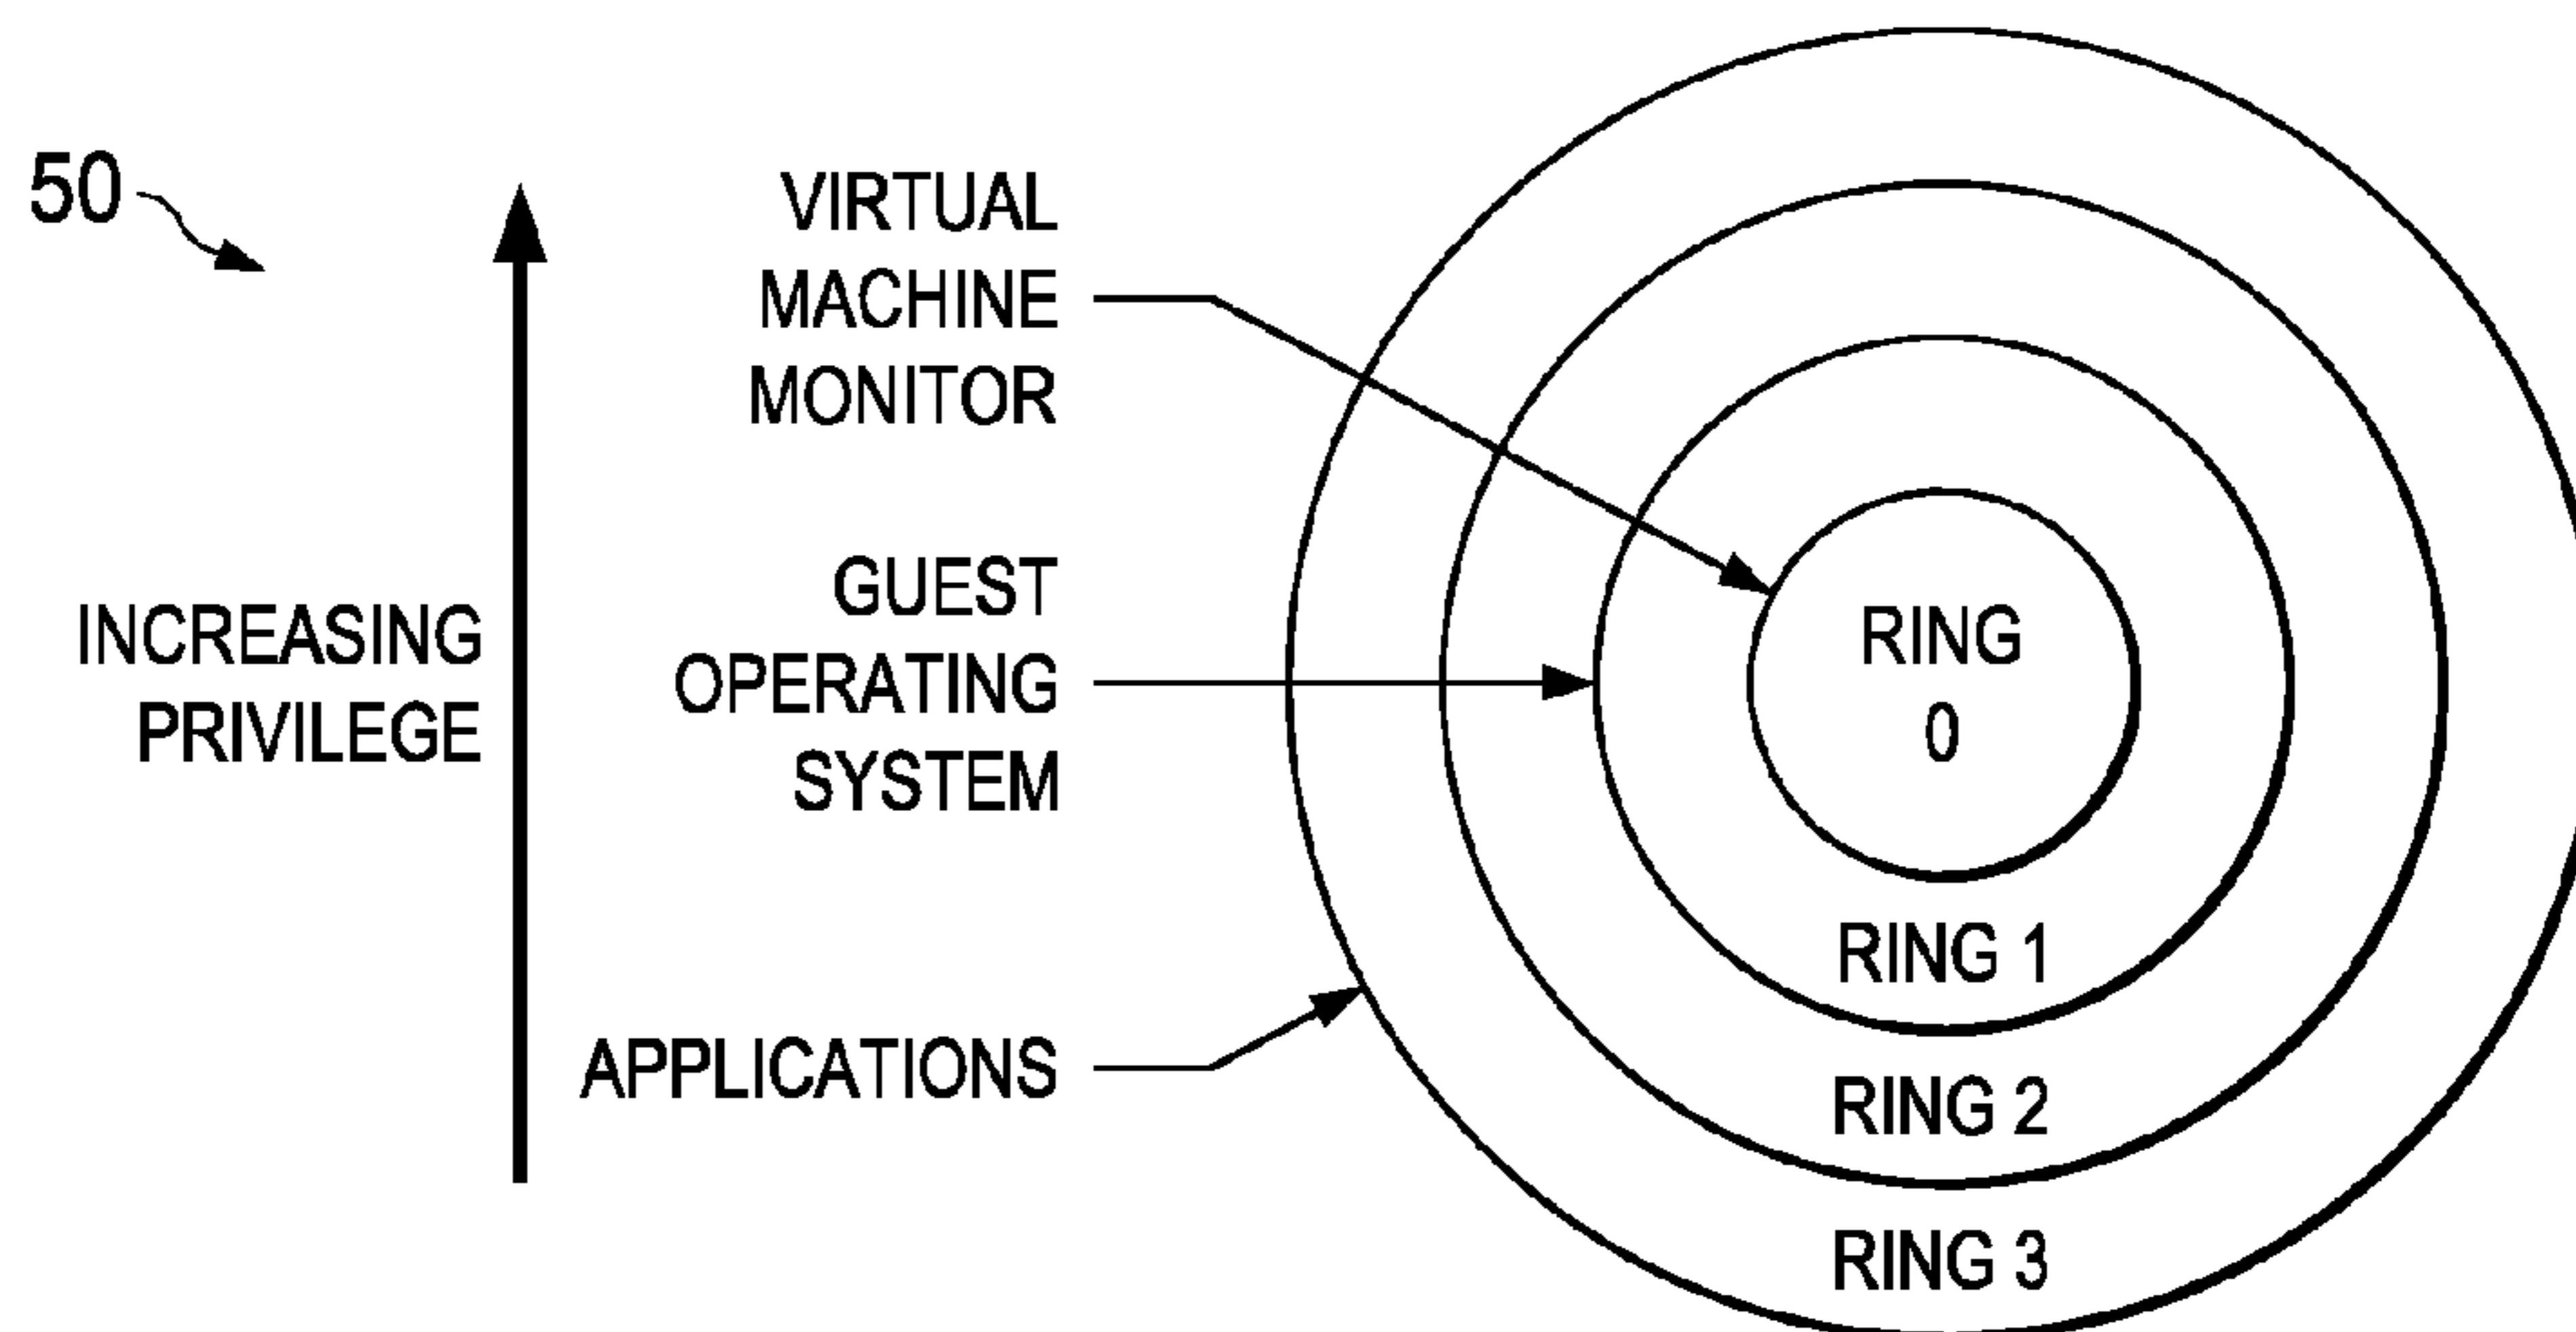 50
INCREASING
PRIVILEGE
VIRTUAL
MACHINE
MONITOR
GUEST
OPERATING
SYSTEM
APPLICATIONS
RING
0
RING 1
RING 2
RING 3